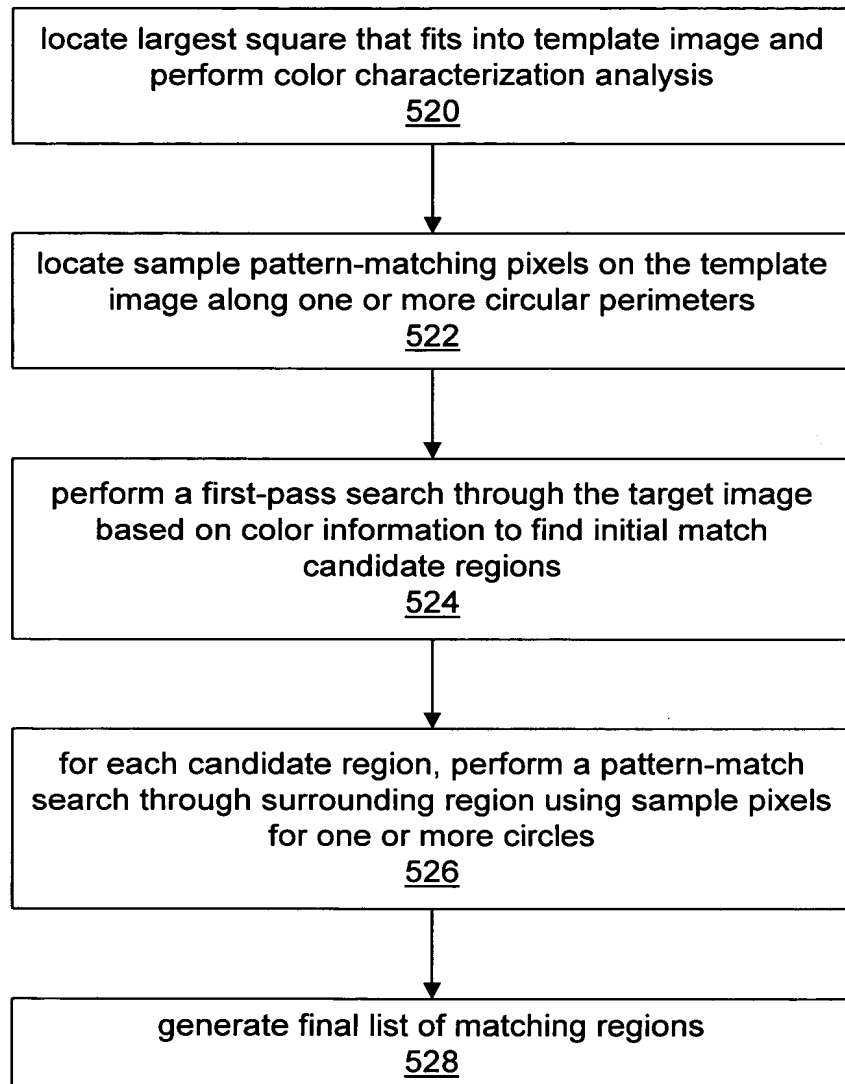 locate largest square that fits into template image and
perform color characterization analysis
520
locate sample pattern-matching pixels on the template
image along one or more circular perimeters
522
perform a first-pass search through the target image
based on color information to find initial match
candidate regions
524
for each candidate region, perform a pattern-match
search through surrounding region using sample pixels
for one or more circles
526
generate final list of matching regions
528